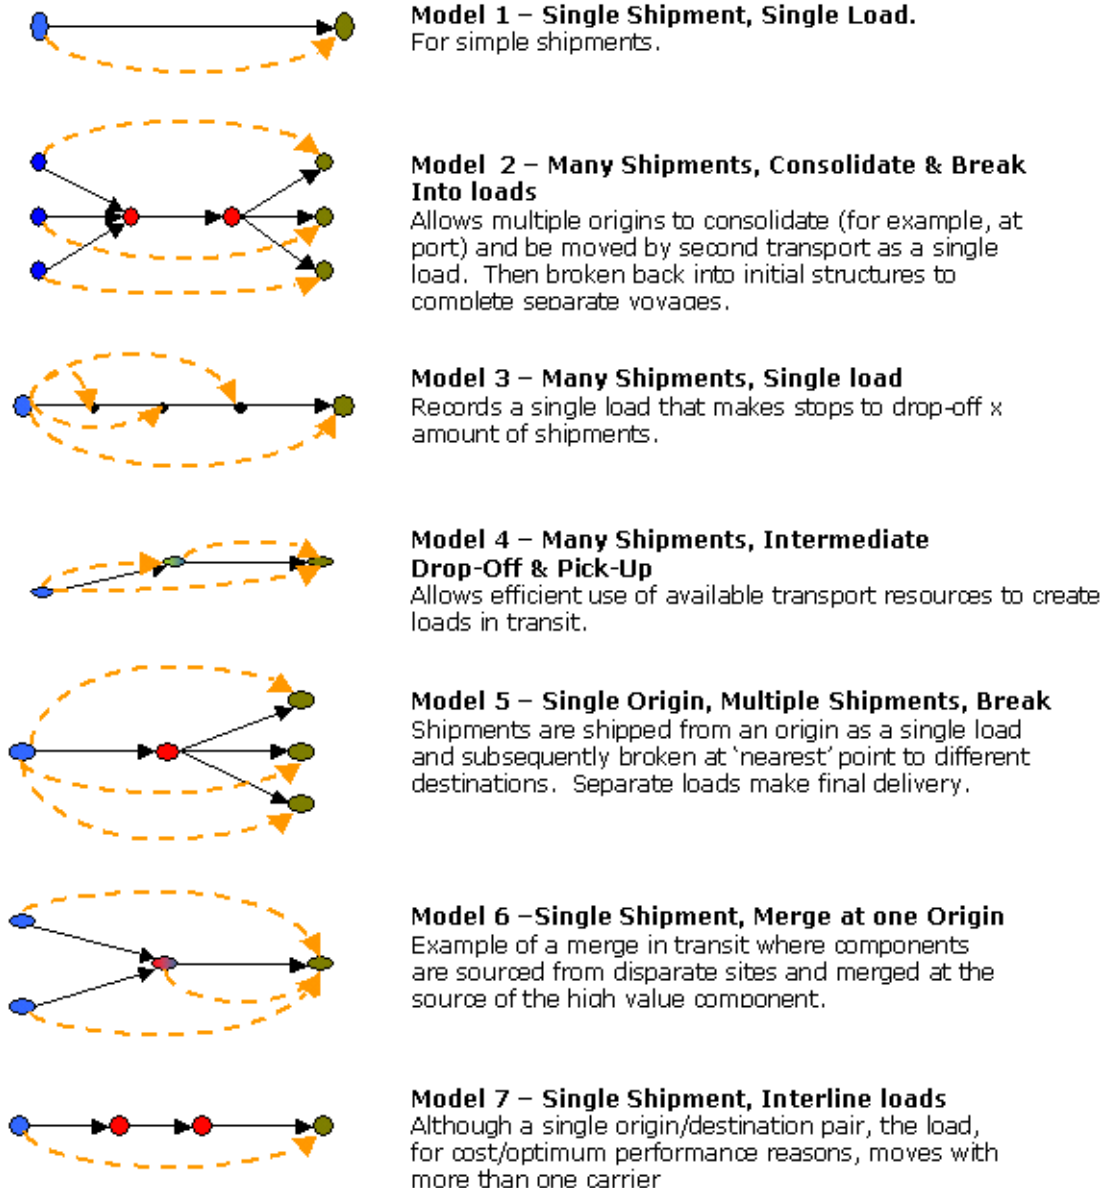 Model 1 – Single Shipment, Single Load.
For simple shipments.
Model 2 – Many Shipments, Consolidate & Break
Into loads
Allows multiple origins to consolidate (for example, at
port) and be moved by second transport as a single
load. Then broken back into initial structures to
complete separate voyages.
Model 3 – Many Shipments, Single load
Records a single load that makes stops to drop-off x
amount of shipments.
Model 4 – Many Shipments, Intermediate
Drop-Off & Pick-Up
Allows efficient use of available transport resources to create
loads in transit.
Model 5 – Single Origin, Multiple Shipments, Break
Shipments are shipped from an origin as a single load
and subsequently broken at ‘nearest’ point to different
destinations. Separate loads make final delivery.
Model 6 –Single Shipment, Merge at one Origin
Example of a merge in transit where components
are sourced from disparate sites and merged at the
source of the high value component.
Model 7 – Single Shipment, Interline loads
Although a single origin/destination pair, the load,
for cost/optimum performance reasons, moves with
more than one carrier